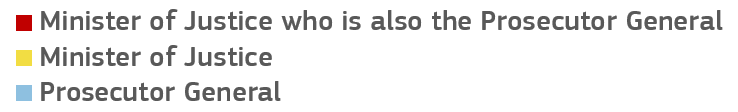 Minister of Justice who is also the Prosecutor General
Minister of Justice
Prosecutor General